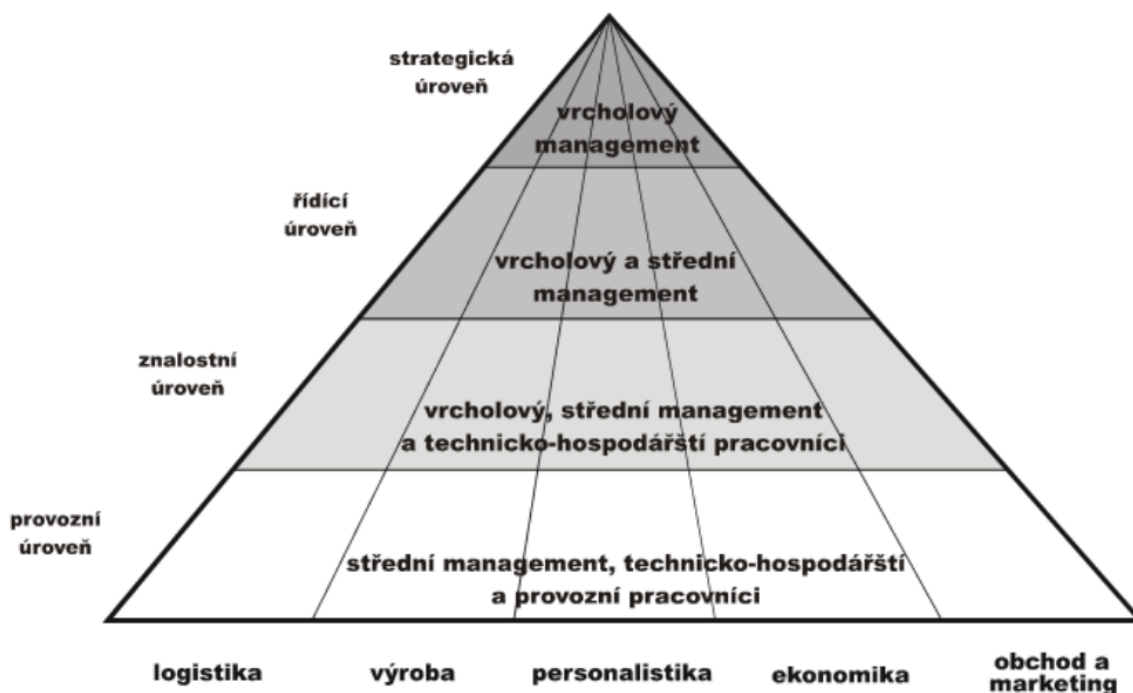 strategická
úroveň
vrcholový
management
řídící
úroveň
vrcholový a střední
management
znalostní
úroveň
vrcholový, střední management
a technicko-hospodářští pracovníci
provozní
úroveň
střední management, technicko-hospodářští
a provozní pracovníci
logistika
výroba
personalistika
ekonomika
obchod a
marketing